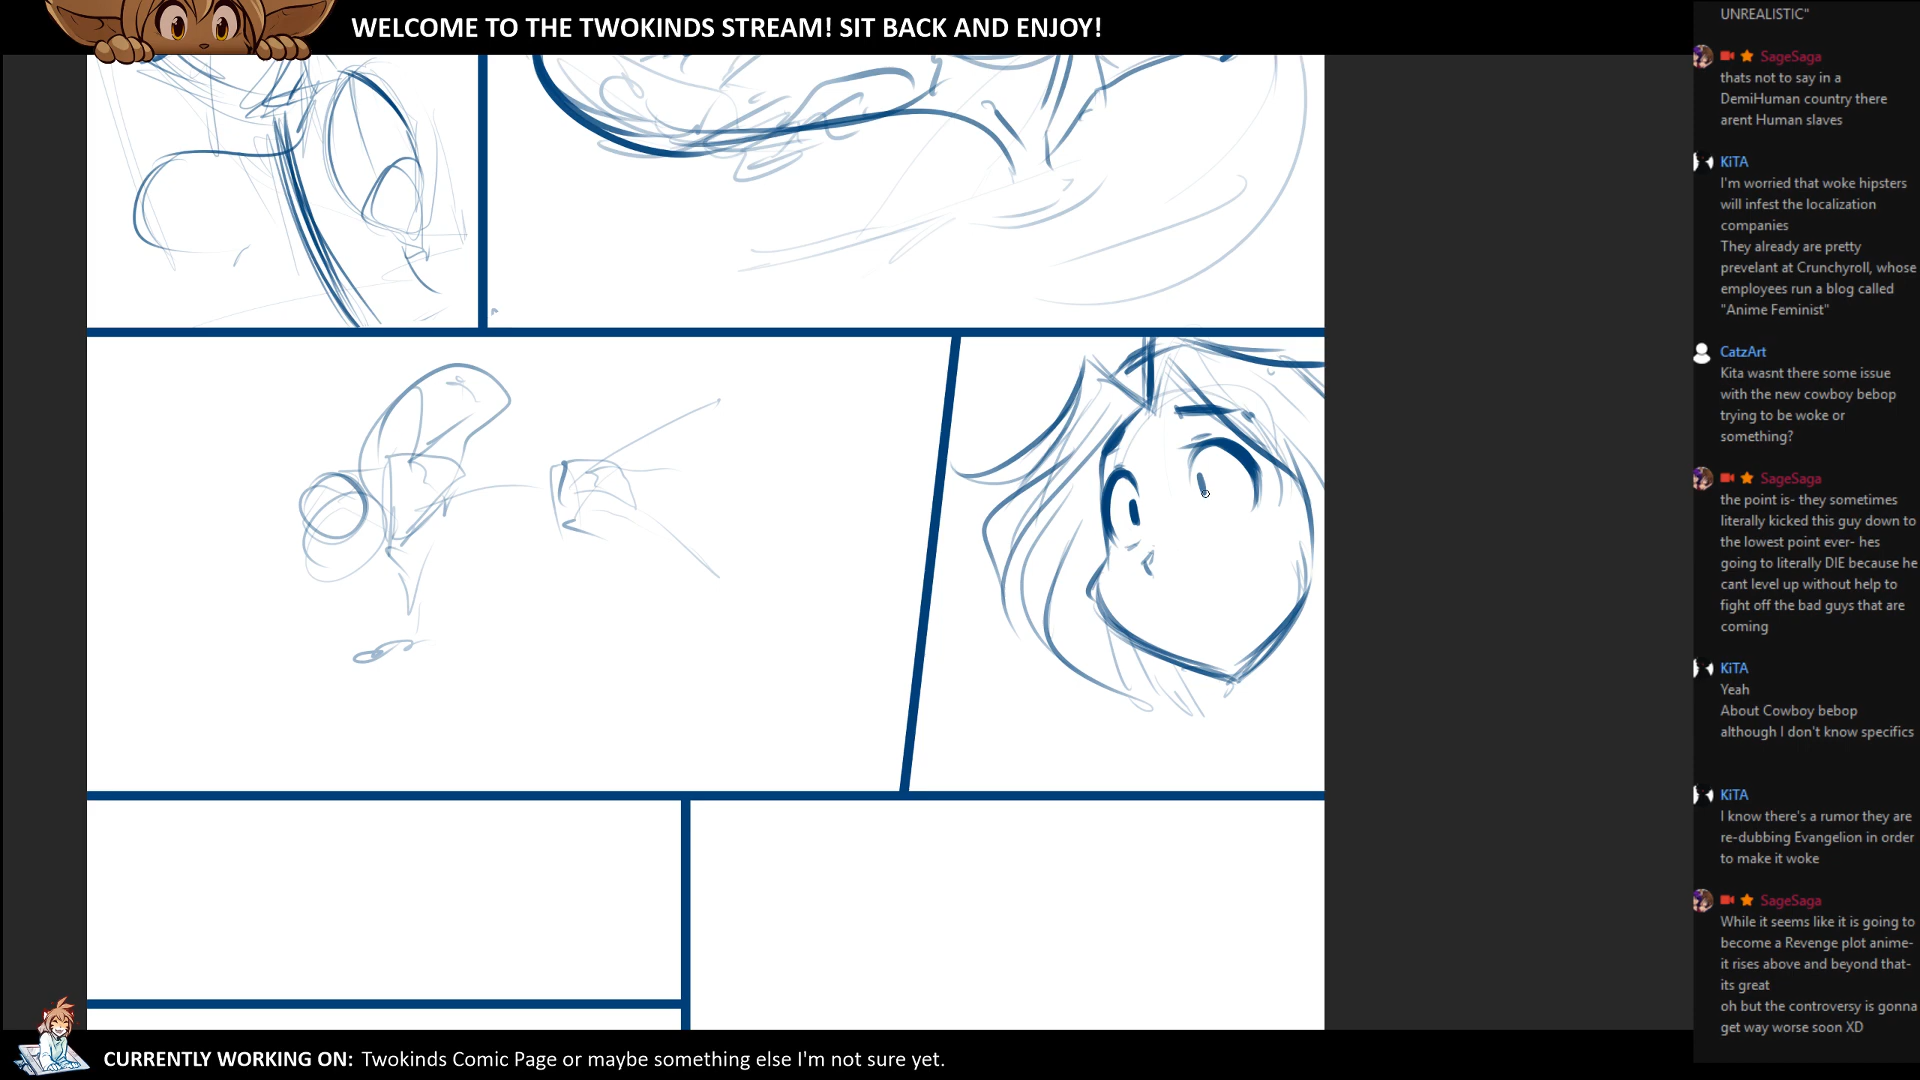 WELCOME TO THE TWOKINDS STREAM! SIT BACK AND ENJOY!
UNREALISTIC"
SageSaga
thats not to say in a
DemiHuman country there
arent Human slaves
KiTA
I'm worried that woke hipsters
will infest the localization
companies
They already are pretty
prevelant at Crunchyroll, whose
employees run a blog called
"Anime Feminist"
CatzArt
Kita wasnt there some issue
with the new cowboy bebop
trying to be woke or
something?
SageSaga
the point is- they sometimes
literally kicked this guy down to
the lowest point ever- hes
going to literally DIE because he
cant level up without help to
fight off the bad guys that are
coming
KiTA
Yeah
About Cowboy bebop
although I don't know specifics
KiTA
I know there's a rumor they are
re-dubbing Evangelion in order
to make it woke
SageSaga
While it seems like it is going to
become a Revenge plot anime-
it rises above and beyond that-
its great
oh but the controversy is gonna
get way worse soon XD
CURRENTLY WORKING ON: Twokinds Comic Page or maybe something else I'm not sure yet.